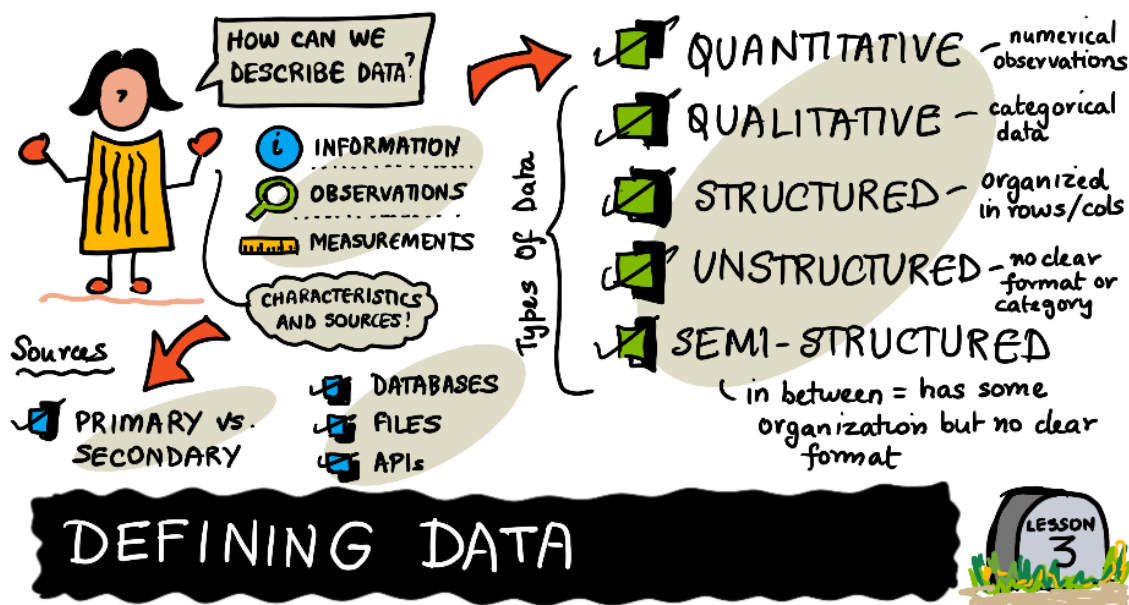 HOW CAN WE
DESCRIBE DATA?
i INFORMATION
OBSERVATIONS
MEASUREMENTS
CHARACTERISTICS
AND SOURCES!
Sources
PRIMARY vs.
SECONDARY
DATABASES
FILES
APIs
Types Of Data
QUANTITATIVE - numerical
observations
QUALITATIVE - categorical
data
STRUCTURED - organized
in rows/cols
UNSTRUCTURED - no clear
format or
category
SEMI-STRUCTURED
in between = has some
organization but no clear
format
DEFINING DATA
LESSON
3